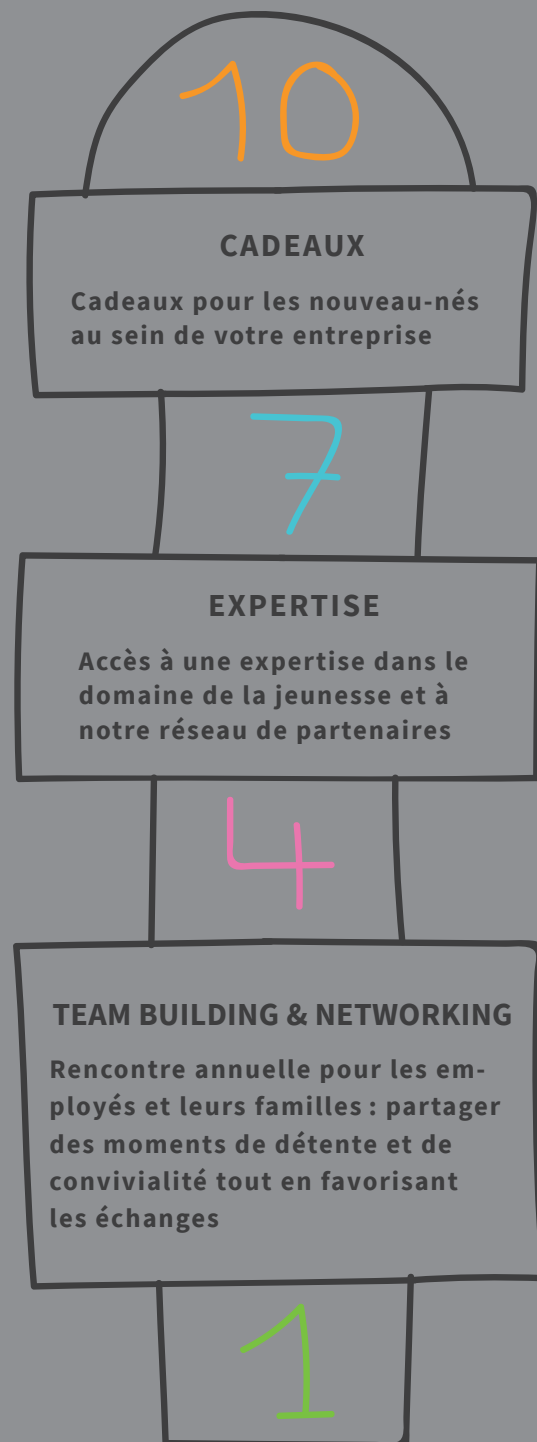 10
CADEAUX
Cadeaux pour les nouveau-nés
au sein de votre entreprise
7
EXPERTISE
Accès à une expertise dans le
domaine de la jeunesse et à
notre réseau de partenaires
4
TEAM BUILDING & NETWORKING
Rencontre annuelle pour les em-
ployés et leurs familles : partager
des moments de détente et de
convivialité tout en favorisant
les échanges
1